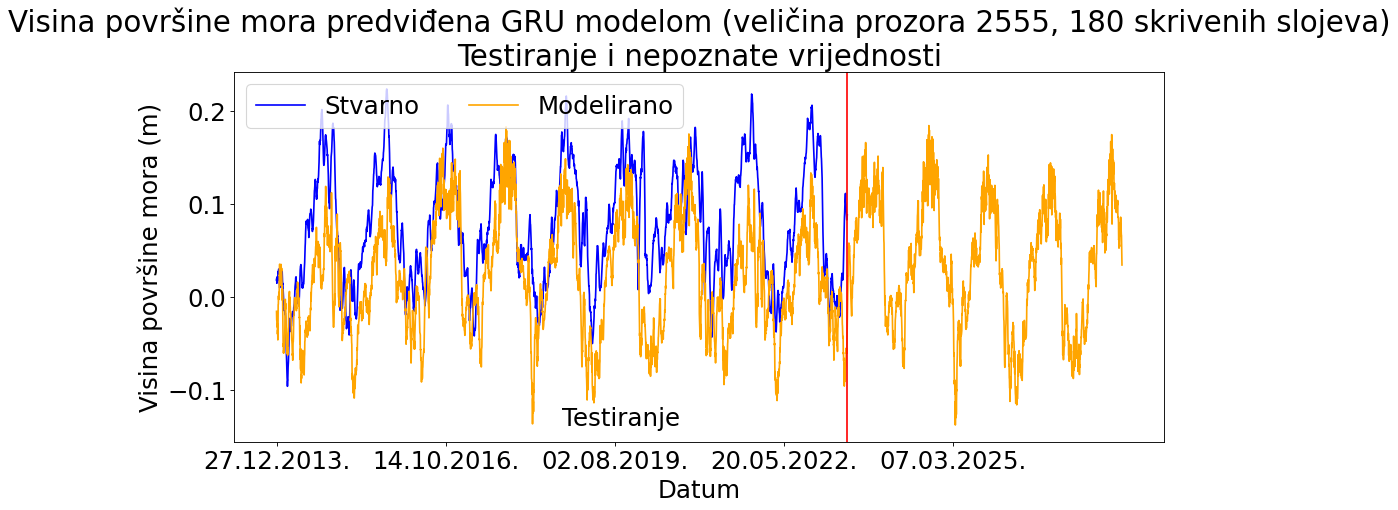 Visina površine mora predviđena GRU modelom (veličina prozora 2555, 180 skrivenih slojeva)
Testiranje i nepoznate vrijednosti
Stvarno
Modelirano
Visina površine mora (m)
0.2
0.1
0.0
−0.1
Testiranje
27.12.2013.
14.10.2016.
02.08.2019.
20.05.2022.
07.03.2025.
Datum